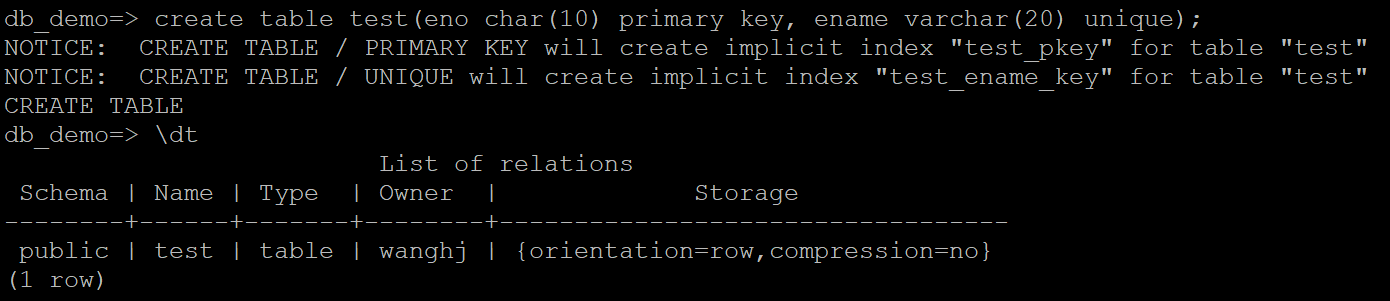 db_demo=> create table test(eno char(10) primary key, ename varchar(20) unique);
NOTICE:  CREATE TABLE / PRIMARY KEY will create implicit index "test_pkey" for table "test"
NOTICE:  CREATE TABLE / UNIQUE will create implicit index "test_ename_key" for table "test"
CREATE TABLE
db_demo=> \dt
                         List of relations
 Schema | Name | Type  | Owner  |             Storage
--------+------+-------+--------+----------------------------------
 public | test | table | wanghj | {orientation=row,compression=no}
(1 row)